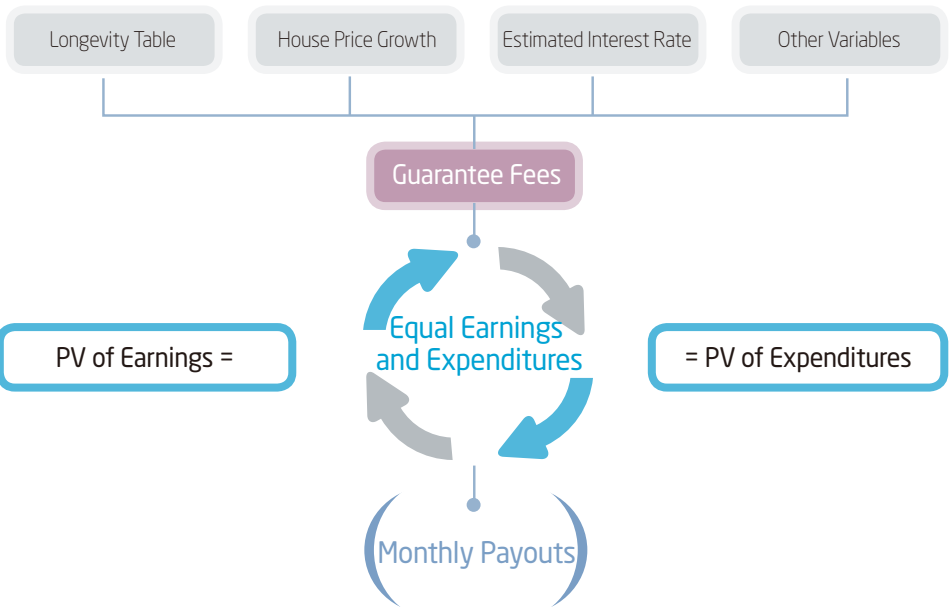 Longevity Table
House Price Growth
Estimated Interest Rate
Other Variables
Guarantee Fees
PV of Earnings =
Equal Earnings
and Expenditures
= PV of Expenditures
Monthly Payouts